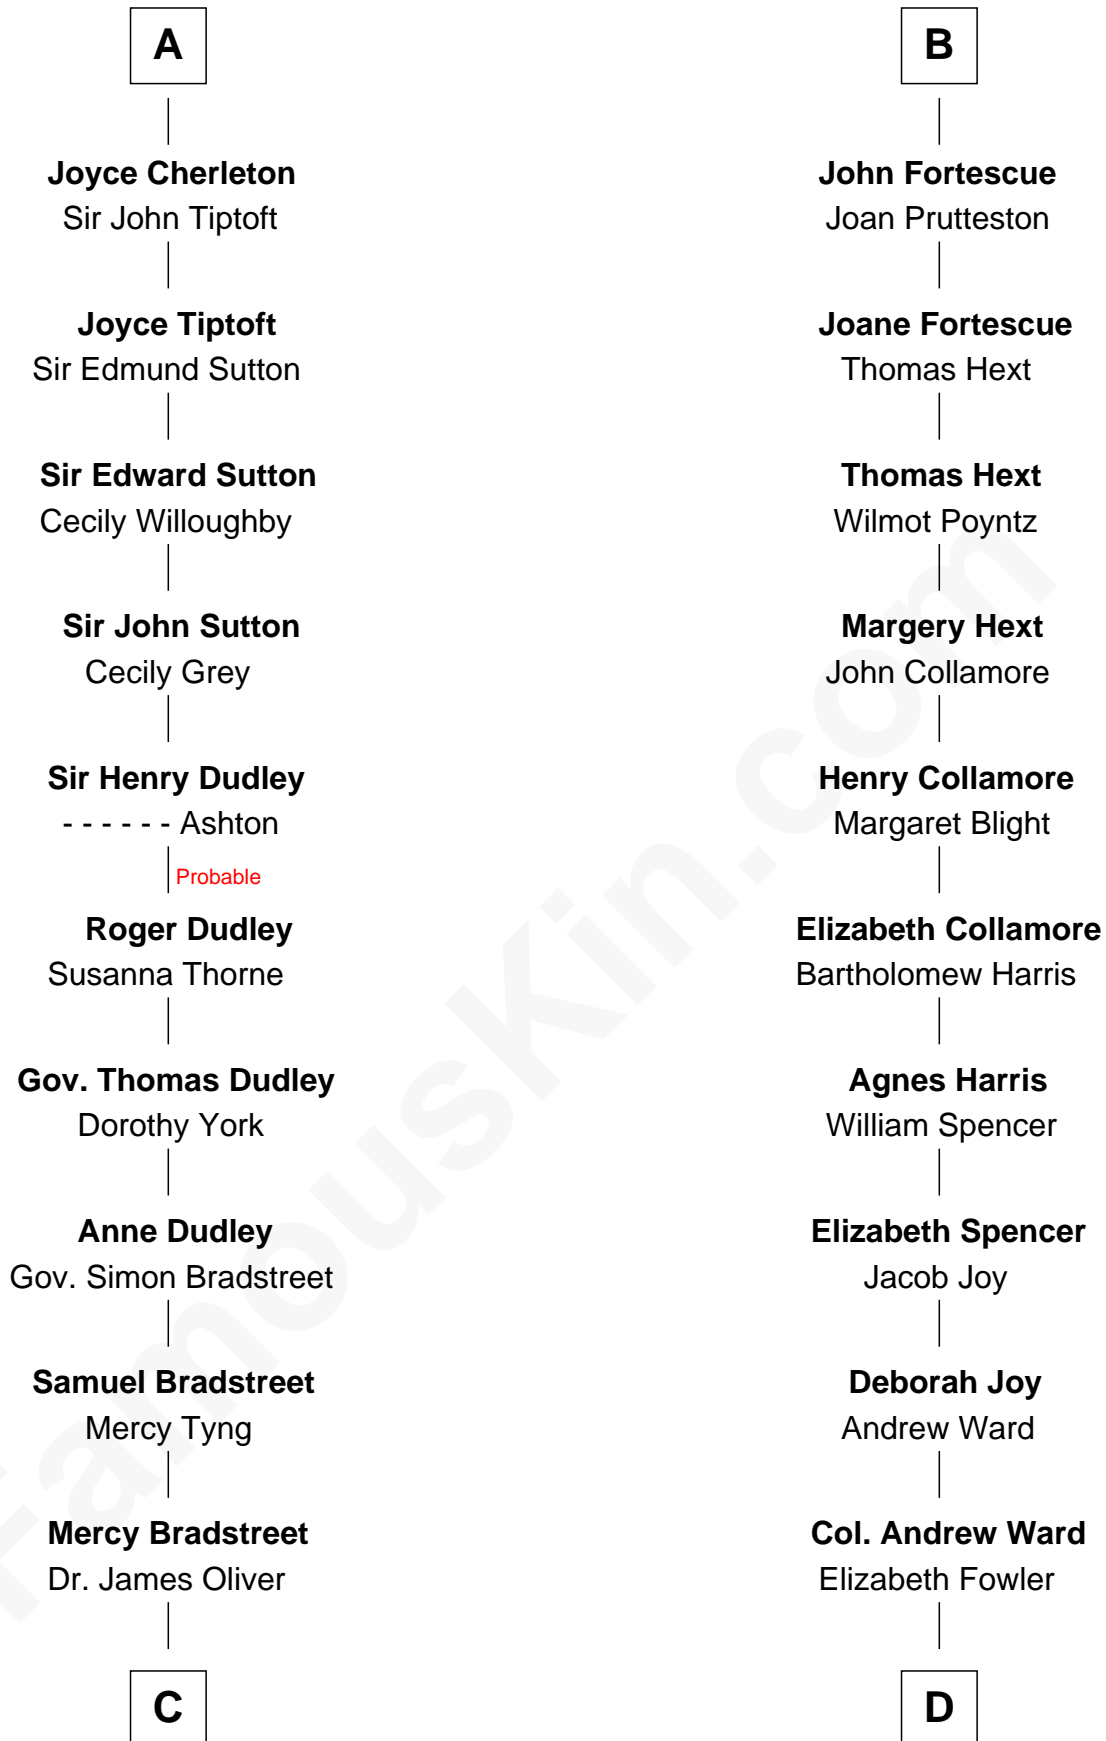 A
Joyce Cherleton
Sir John Tiptoft
Joyce Tiptoft
Sir Edmund Sutton
Sir Edward Sutton
Cecily Willoughby
Sir John Sutton
Cecily Grey
Sir Henry Dudley
- - - - - - Ashton
Probable
Roger Dudley
Susanna Thorne
Gov. Thomas Dudley
Dorothy York
Anne Dudley
Gov. Simon Bradstreet
Samuel Bradstreet
Mercy Tyng
Mercy Bradstreet
Dr. James Oliver
C
B
John Fortescue
Joan Prutteston
Joane Fortescue
Thomas Hext
Thomas Hext
Wilmot Poyntz
Margery Hext
John Collamore
Henry Collamore
Margaret Blight
Elizabeth Collamore
Bartholomew Harris
Agnes Harris
William Spencer
Elizabeth Spencer
Jacob Joy
Deborah Joy
Andrew Ward
Col. Andrew Ward
Elizabeth Fowler
D
FamousKin.com